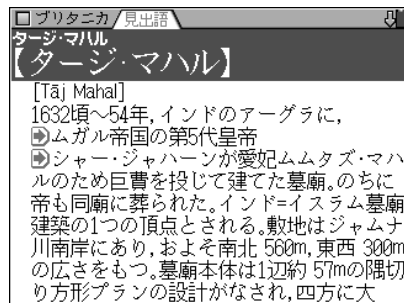 ブリタニカ 見出語
タージ・マハル
【タージ・マハル】
[Tāj Mahal]
1632頃～54年,インドのアーグラに,
ムガル帝国の第5代皇帝
シャー・ジャハーンが愛妃ムムタズ・マハ
ルのため巨費を投じて建てた墓廟。のちに
帝も同廟に葬られた。インド=イスラム墓廟
建築の1つの頂点とされる。敷地はジャムナ
川南岸にあり,およそ南北 560m,東西 300m
の広さをもつ。墓廟本体は1辺約 57mの隅切
り方形プランの設計がなされ,四方に大